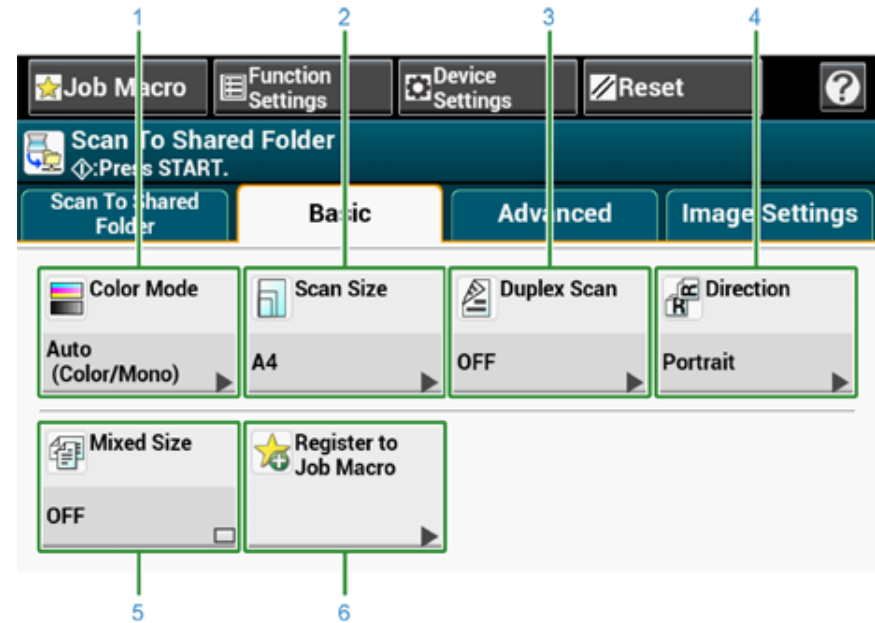 1 2 3 4
Job Macro
Function
Settings
Device
Settings
Reset
?
Scan To Shared Folder
:Press START.
Scan To Shared
Folder
Basic
Advanced
Image Settings
Color Mode
Auto
(Color/Mono)
Scan Size
A4
Duplex Scan
OFF
Direction
Portrait
Mixed Size
OFF
Register to
Job Macro
5 6